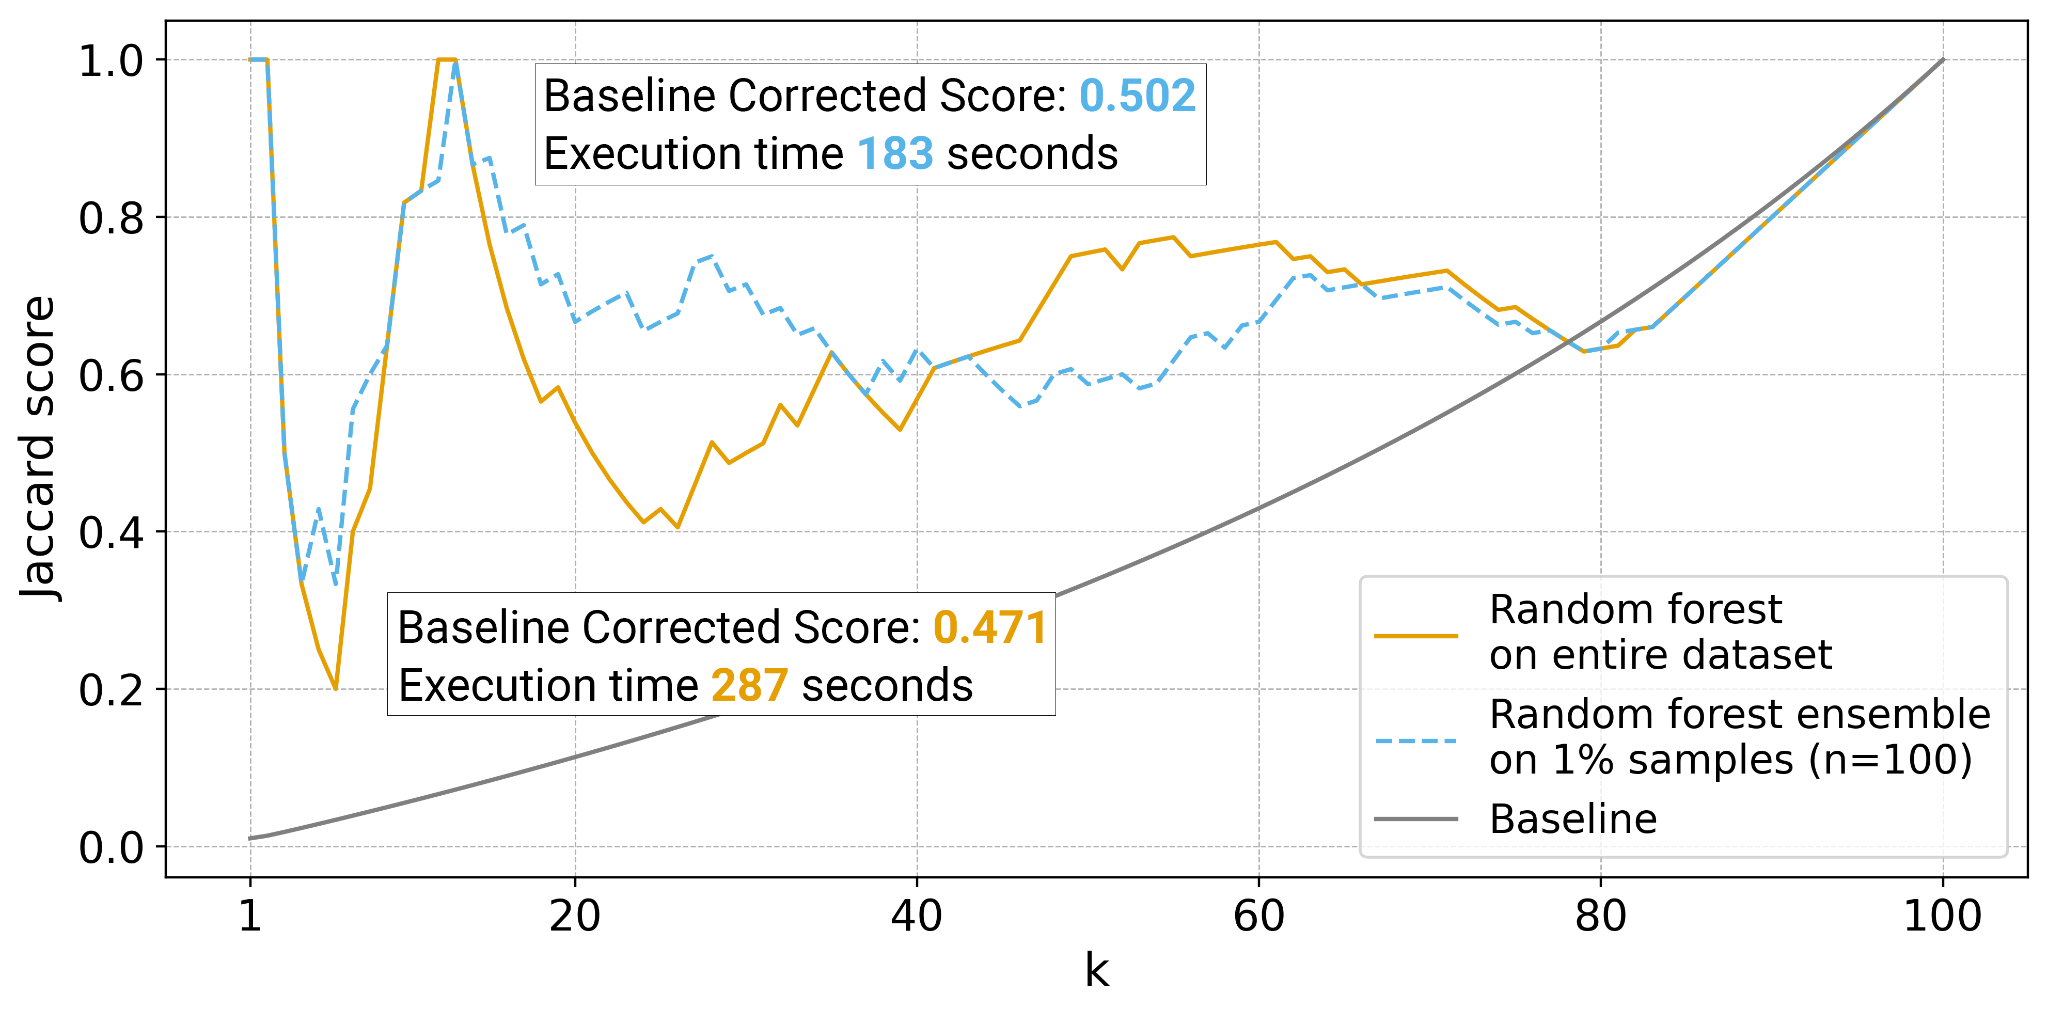 1.0
0.8
0.6
0.4
0.2
0.0
Jaccard score
Baseline Corrected Score: 0.502
Execution time 183 seconds
Baseline Corrected Score: 0.471
Execution time 287 seconds
Random forest
on entire dataset
Random forest ensemble
on 1% samples (n=100)
Baseline
1 20 40 60 80 100
k